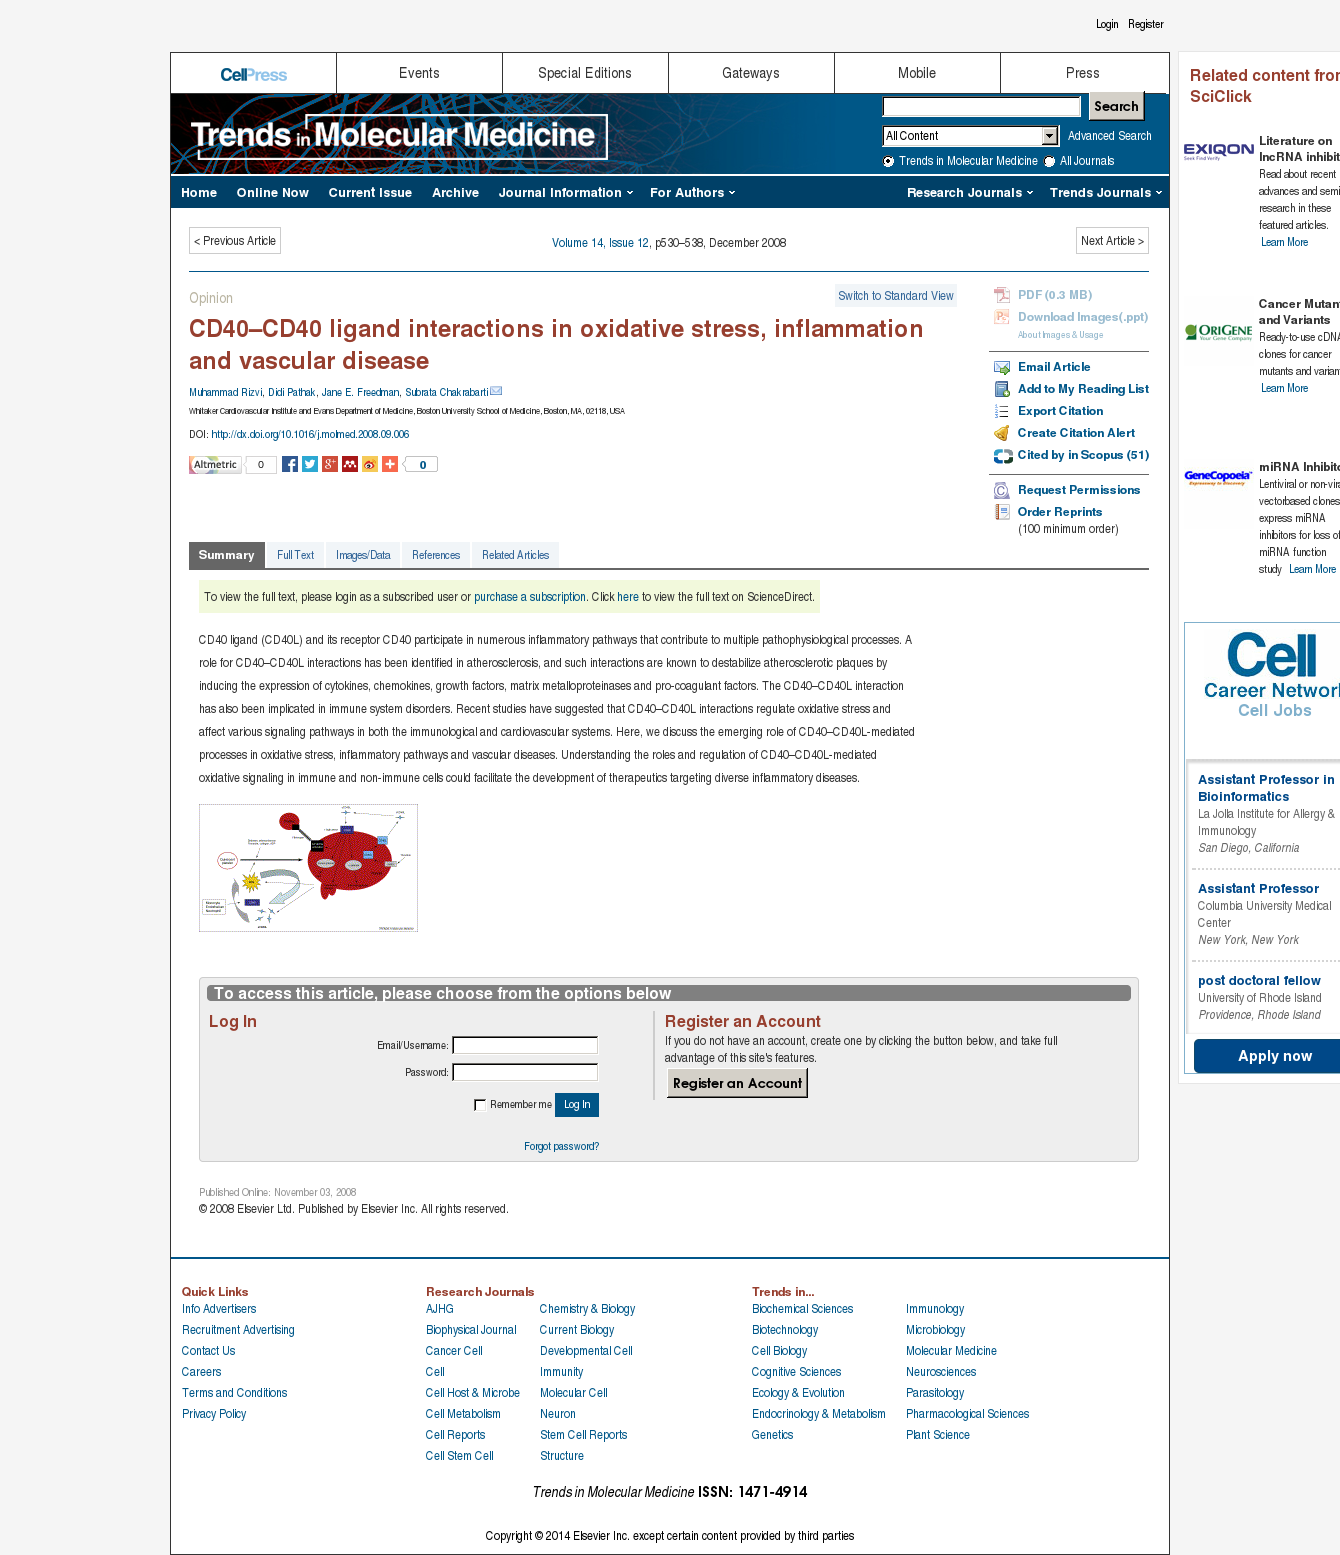 Login Register
CellPress Events Special Editions Gateways Mobile Press
Trends in Molecular Medicine
Search
All Content Advanced Search
Trends in Molecular Medicine All Journals
Home Online Now Current Issue Archive Journal Information For Authors Research Journals Trends Journals
< Previous Article Volume 14, Issue 12, p530–538, December 2008 Next Article >
Opinion Switch to Standard View
CD40–CD40 ligand interactions in oxidative stress, inflammation
and vascular disease
Muhammad Rizvi, Didi Pathak, Jane E. Freedman, Subrata Chakrabarti
Whitaker Cardiovascular Institute and Evans Department of Medicine, Boston University School of Medicine, Boston, MA, 02118, USA
DOI: http://dx.doi.org/10.1016/j.molmed.2008.09.006
Altmetric 0 0
PDF (0.3 MB)
Download Images(.ppt)
About Images & Usage
Email Article
Add to My Reading List
Export Citation
Create Citation Alert
Cited by in Scopus (51)
Request Permissions
Order Reprints
(100 minimum order)
Summary Full Text Images/Data References Related Articles
To view the full text, please login as a subscribed user or purchase a subscription. Click here to view the full text on ScienceDirect.
CD40 ligand (CD40L) and its receptor CD40 participate in numerous inflammatory pathways that contribute to multiple pathophysiological processes. A
role for CD40–CD40L interactions has been identified in atherosclerosis, and such interactions are known to destabilize atherosclerotic plaques by
inducing the expression of cytokines, chemokines, growth factors, matrix metalloproteinases and pro-coagulant factors. The CD40–CD40L interaction
has also been implicated in immune system disorders. Recent studies have suggested that CD40–CD40L interactions regulate oxidative stress and
affect various signaling pathways in both the immunological and cardiovascular systems. Here, we discuss the emerging role of CD40–CD40L-mediated
processes in oxidative stress, inflammatory pathways and vascular diseases. Understanding the roles and regulation of CD40–CD40L-mediated
oxidative signaling in immune and non-immune cells could facilitate the development of therapeutics targeting diverse inflammatory diseases.
To access this article, please choose from the options below
Log In
Email/Username:
Password:
Remember me Log In
Forgot password?
Register an Account
If you do not have an account, create one by clicking the button below, and take full
advantage of this site's features.
Register an Account
Published Online: November 03, 2008
© 2008 Elsevier Ltd. Published by Elsevier Inc. All rights reserved.
Related content from
SciClick
EXIQON
Seek Find Verify
Literature on
lncRNA inhibit
Read about recent
advances and semi
research in these
featured articles.
Learn More
ORIGENE
Your Gene Company
Cancer Mutant
and Variants
Ready-to-use cDNA
clones for cancer
mutants and varian
Learn More
GeneCopoeia
Expressway to Discovery
miRNA Inhibito
Lentiviral or non-vira
vectorbased clones
express miRNA
inhibitors for loss of
miRNA function
study Learn More
Cell
Career Network
Cell Jobs
Assistant Professor in
Bioinformatics
La Jolla Institute for Allergy &
Immunology
San Diego, California
Assistant Professor
Columbia University Medical
Center
New York, New York
post doctoral fellow
University of Rhode Island
Providence, Rhode Island
Apply now
Quick Links
Info Advertisers
Recruitment Advertising
Contact Us
Careers
Terms and Conditions
Privacy Policy
Research Journals
AJHG Chemistry & Biology
Biophysical Journal Current Biology
Cancer Cell Developmental Cell
Cell Immunity
Cell Host & Microbe Molecular Cell
Cell Metabolism Neuron
Cell Reports Stem Cell Reports
Cell Stem Cell Structure
Trends in...
Biochemical Sciences Immunology
Biotechnology Microbiology
Cell Biology Molecular Medicine
Cognitive Sciences Neurosciences
Ecology & Evolution Parasitology
Endocrinology & Metabolism Pharmacological Sciences
Genetics Plant Science
Trends in Molecular Medicine ISSN: 1471-4914
Copyright © 2014 Elsevier Inc. except certain content provided by third parties